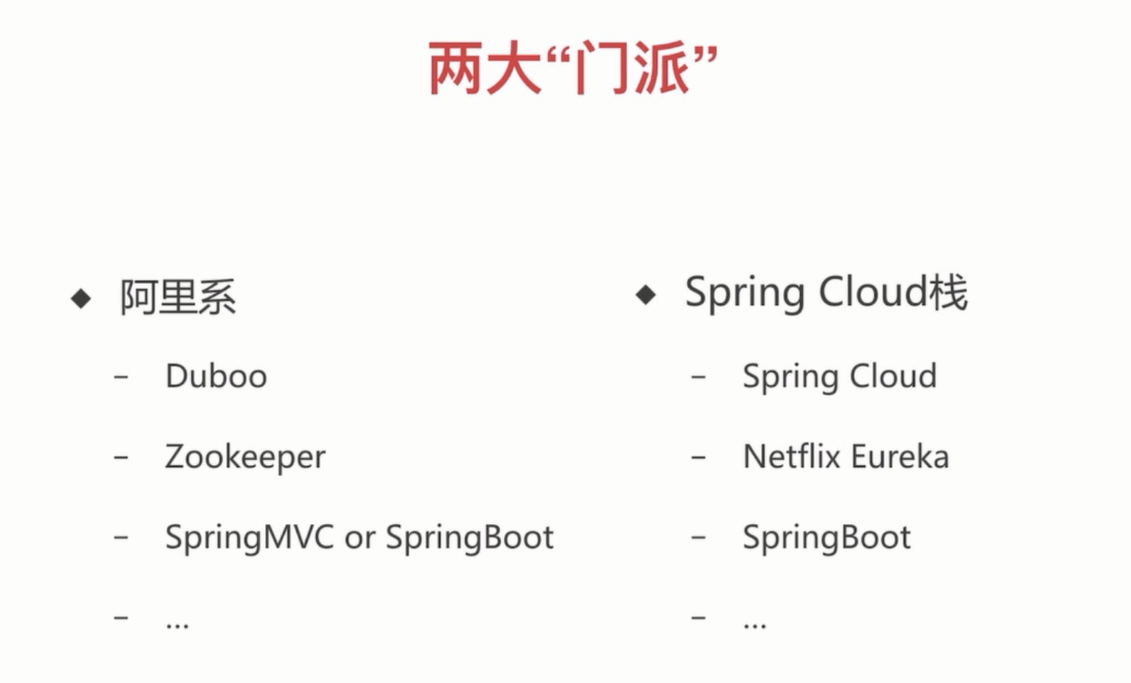 两大“门派”
◆ 阿里系
– Duboo
– Zookeeper
– SpringMVC or SpringBoot
– ...
◆ Spring Cloud栈
– Spring Cloud
– Netflix Eureka
– SpringBoot
– ...